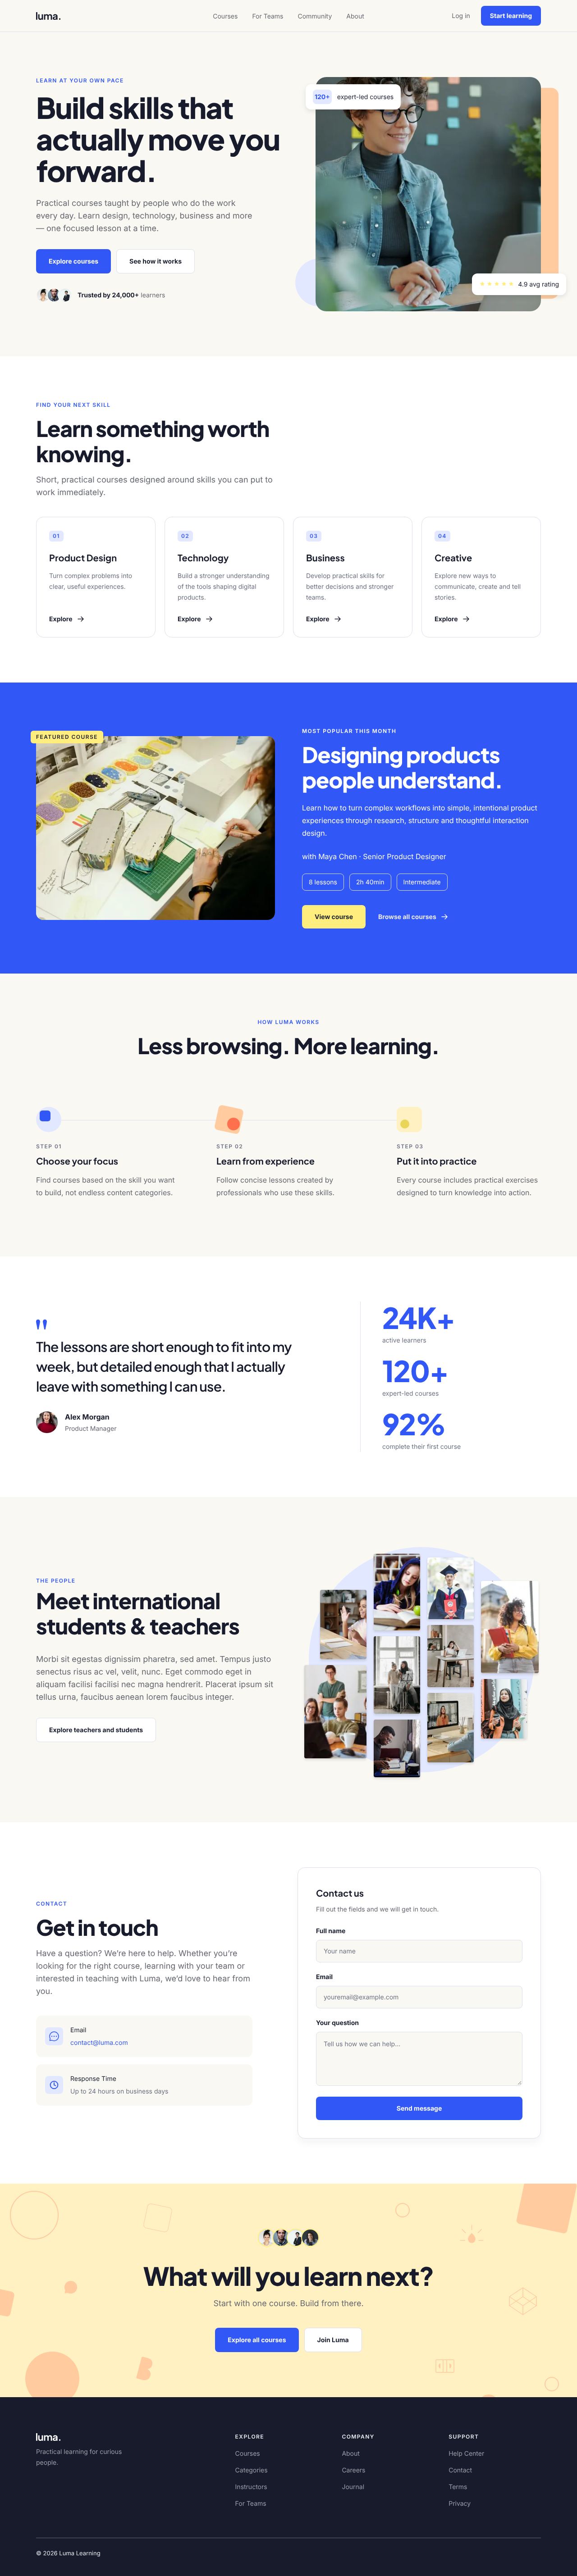 luma.
Courses
For Teams
Community
About
Log in
Start learning
LEARN AT YOUR OWN PACE
Build skills that
actually move you
forward.
Practical courses taught by people who do the work
every day. Learn design, technology, business and more
— one focused lesson at a time.
Explore courses
See how it works
Trusted by 24,000+ learners
120+ expert-led courses
4.9 avg rating
FIND YOUR NEXT SKILL
Learn something worth
knowing.
Short, practical courses designed around skills you can put to
work immediately.
01
Product Design
Turn complex problems into
clear, useful experiences.
Explore →
02
Technology
Build a stronger understanding
of the tools shaping digital
products.
Explore →
03
Business
Develop practical skills for
better decisions and stronger
teams.
Explore →
04
Creative
Explore new ways to
communicate, create and tell
stories.
Explore →
FEATURED COURSE
MOST POPULAR THIS MONTH
Designing products
people understand.
Learn how to turn complex workflows into simple, intentional product
experiences through research, structure and thoughtful interaction
design.
with Maya Chen · Senior Product Designer
8 lessons
2h 40min
Intermediate
View course
Browse all courses →
HOW LUMA WORKS
Less browsing. More learning.
STEP 01
Choose your focus
Find courses based on the skill you want
to build, not endless content categories.
STEP 02
Learn from experience
Follow concise lessons created by
professionals who use these skills.
STEP 03
Put it into practice
Every course includes practical exercises
designed to turn knowledge into action.
"
The lessons are short enough to fit into my
week, but detailed enough that I actually
leave with something I can use.
Alex Morgan
Product Manager
24K+
active learners
120+
expert-led courses
92%
complete their first course
THE PEOPLE
Meet international
students & teachers
Morbi sit egestas dignissim pharetra, sed amet. Tempus justo
senectus risus ac vel, velit, nunc. Eget commodo eget in
aliquam facilisi facilisi nec magna hendrerit. Placerat ipsum sit
tellus urna, faucibus aenean lorem faucibus integer.
Explore teachers and students
CONTACT
Get in touch
Have a question? We're here to help. Whether you're
looking for the right course, learning with your team or
interested in teaching with Luma, we'd love to hear from
you.
Email
contact@luma.com
Response Time
Up to 24 hours on business days
Contact us
Fill out the fields and we will get in touch.
Full name
Your name
Email
youremail@example.com
Your question
Tell us how we can help...
Send message
What will you learn next?
Start with one course. Build from there.
Explore all courses
Join Luma
luma.
Practical learning for curious
people.
EXPLORE
Courses
Categories
Instructors
For Teams
COMPANY
About
Careers
Journal
SUPPORT
Help Center
Contact
Terms
Privacy
© 2026 Luma Learning